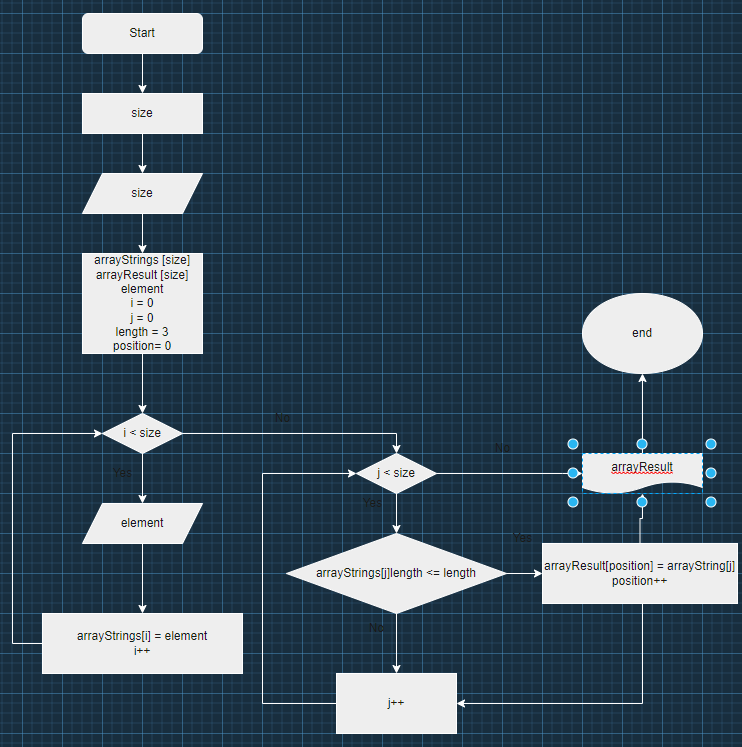 Start
size
size
arrayStrings [size]
arrayResult [size]
element
i = 0
j = 0
length = 3
position= 0
i < size
No
Yes
element
arrayStrings[i] = element
i++
j < size
No
Yes
arrayStrings[j]length <= length
Yes
No
j++
arrayResult[position] = arrayString[j]
position++
arrayResult
end